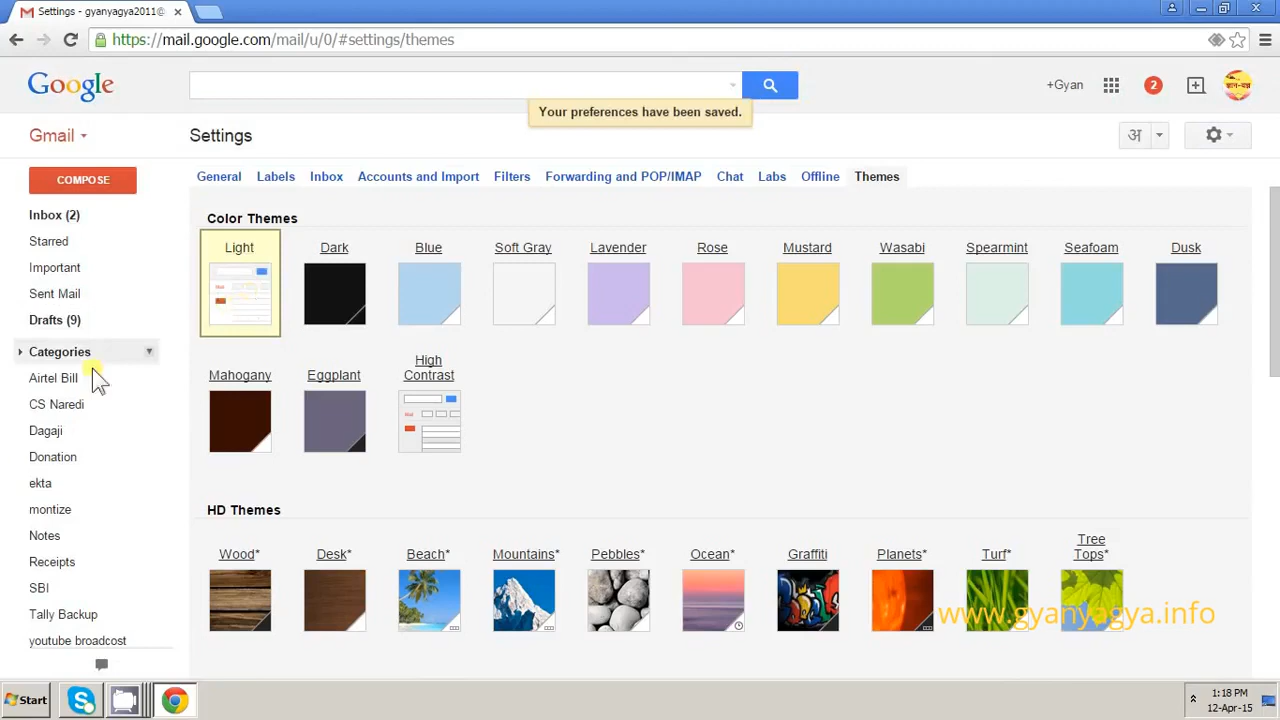 Settings - gyanyagya2011@
https://mail.google.com/mail/u/0/#settings/themes
Google
+Gyan
2
Your preferences have been saved.
Gmail
Settings
अ
COMPOSE
General Labels Inbox Accounts and Import Filters Forwarding and POP/IMAP Chat Labs Offline Themes
Inbox (2)
Starred
Important
Sent Mail
Drafts (9)
Categories
Airtel Bill
CS Naredi
Dagaji
Donation
ekta
montize
Notes
Receipts
SBI
Tally Backup
youtube broadcost
Color Themes
Light Dark Blue Soft Gray Lavender Rose Mustard Wasabi Spearmint Seafoam Dusk
Mahogany Eggplant High Contrast
HD Themes
Wood* Desk* Beach* Mountains* Pebbles* Ocean* Graffiti Planets* Turf* Tree Tops*
www.gyanyagya.info
Start
1:18 PM
12-Apr-15